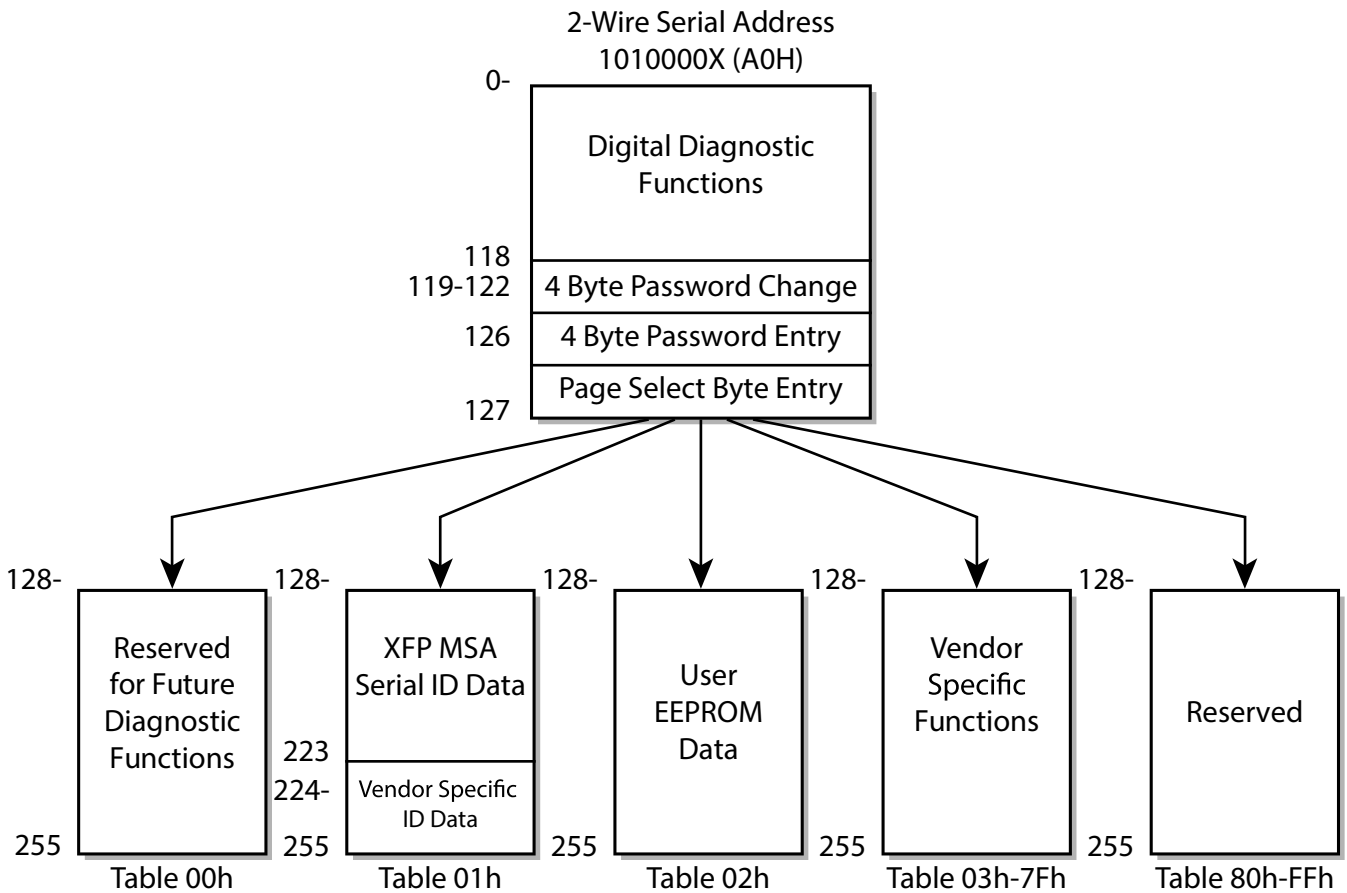 2-Wire Serial Address
1010000X (A0H)
0-
Digital Diagnostic
Functions
118
119-122
4 Byte Password Change
126
4 Byte Password Entry
Page Select Byte Entry
127
128-
Reserved
for Future
Diagnostic
Functions
255
Table 00h
128-
XFP MSA
Serial ID Data
223
224-
Vendor Specific
ID Data
255
Table 01h
128-
User
EEPROM
Data
255
Table 02h
128-
Vendor
Specific
Functions
255
Table 03h-7Fh
128-
Reserved
255
Table 80h-FFh